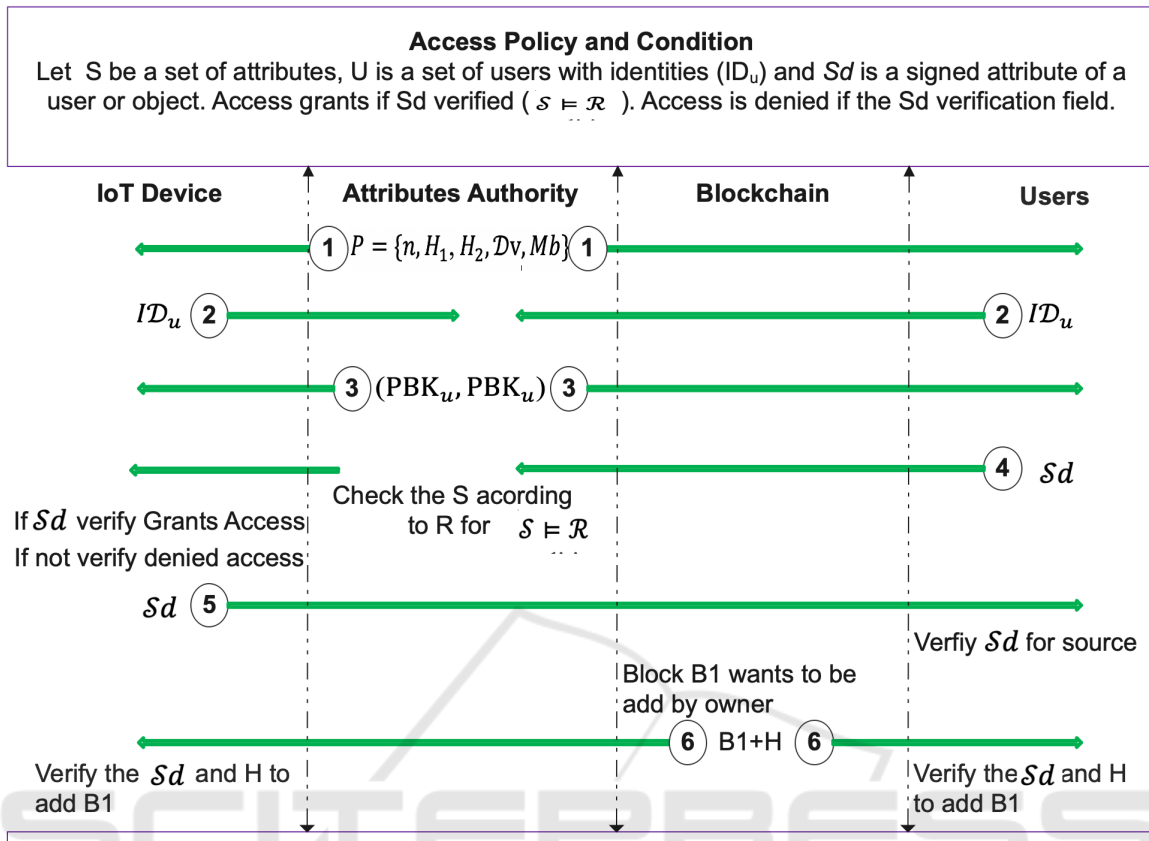 Access Policy and Condition
Let S be a set of attributes, U is a set of users with identities (IDᵤ) and Sd is a signed attribute of a
user or object. Access grants if Sd verified ( 𝒮 ⊨ ℛ ). Access is denied if the Sd verification field.
IoT Device Attributes Authority Blockchain Users
1 P = {n, H₁, H₂, 𝒟v, Mb} 1
I𝒟ᵤ 2 2 I𝒟ᵤ
3 (PBKᵤ, PBKᵤ) 3
4 𝒮d
Check the S acording
to R for 𝒮 ⊨ ℛ
If 𝒮d verify Grants Access
If not verify denied access
𝒮d 5
Verfiy 𝒮d for source
Block B1 wants to be
add by owner
6 B1+H 6
Verify the 𝒮d and H to
add B1
Verify the 𝒮d and H
to add B1
SCITEPRESS